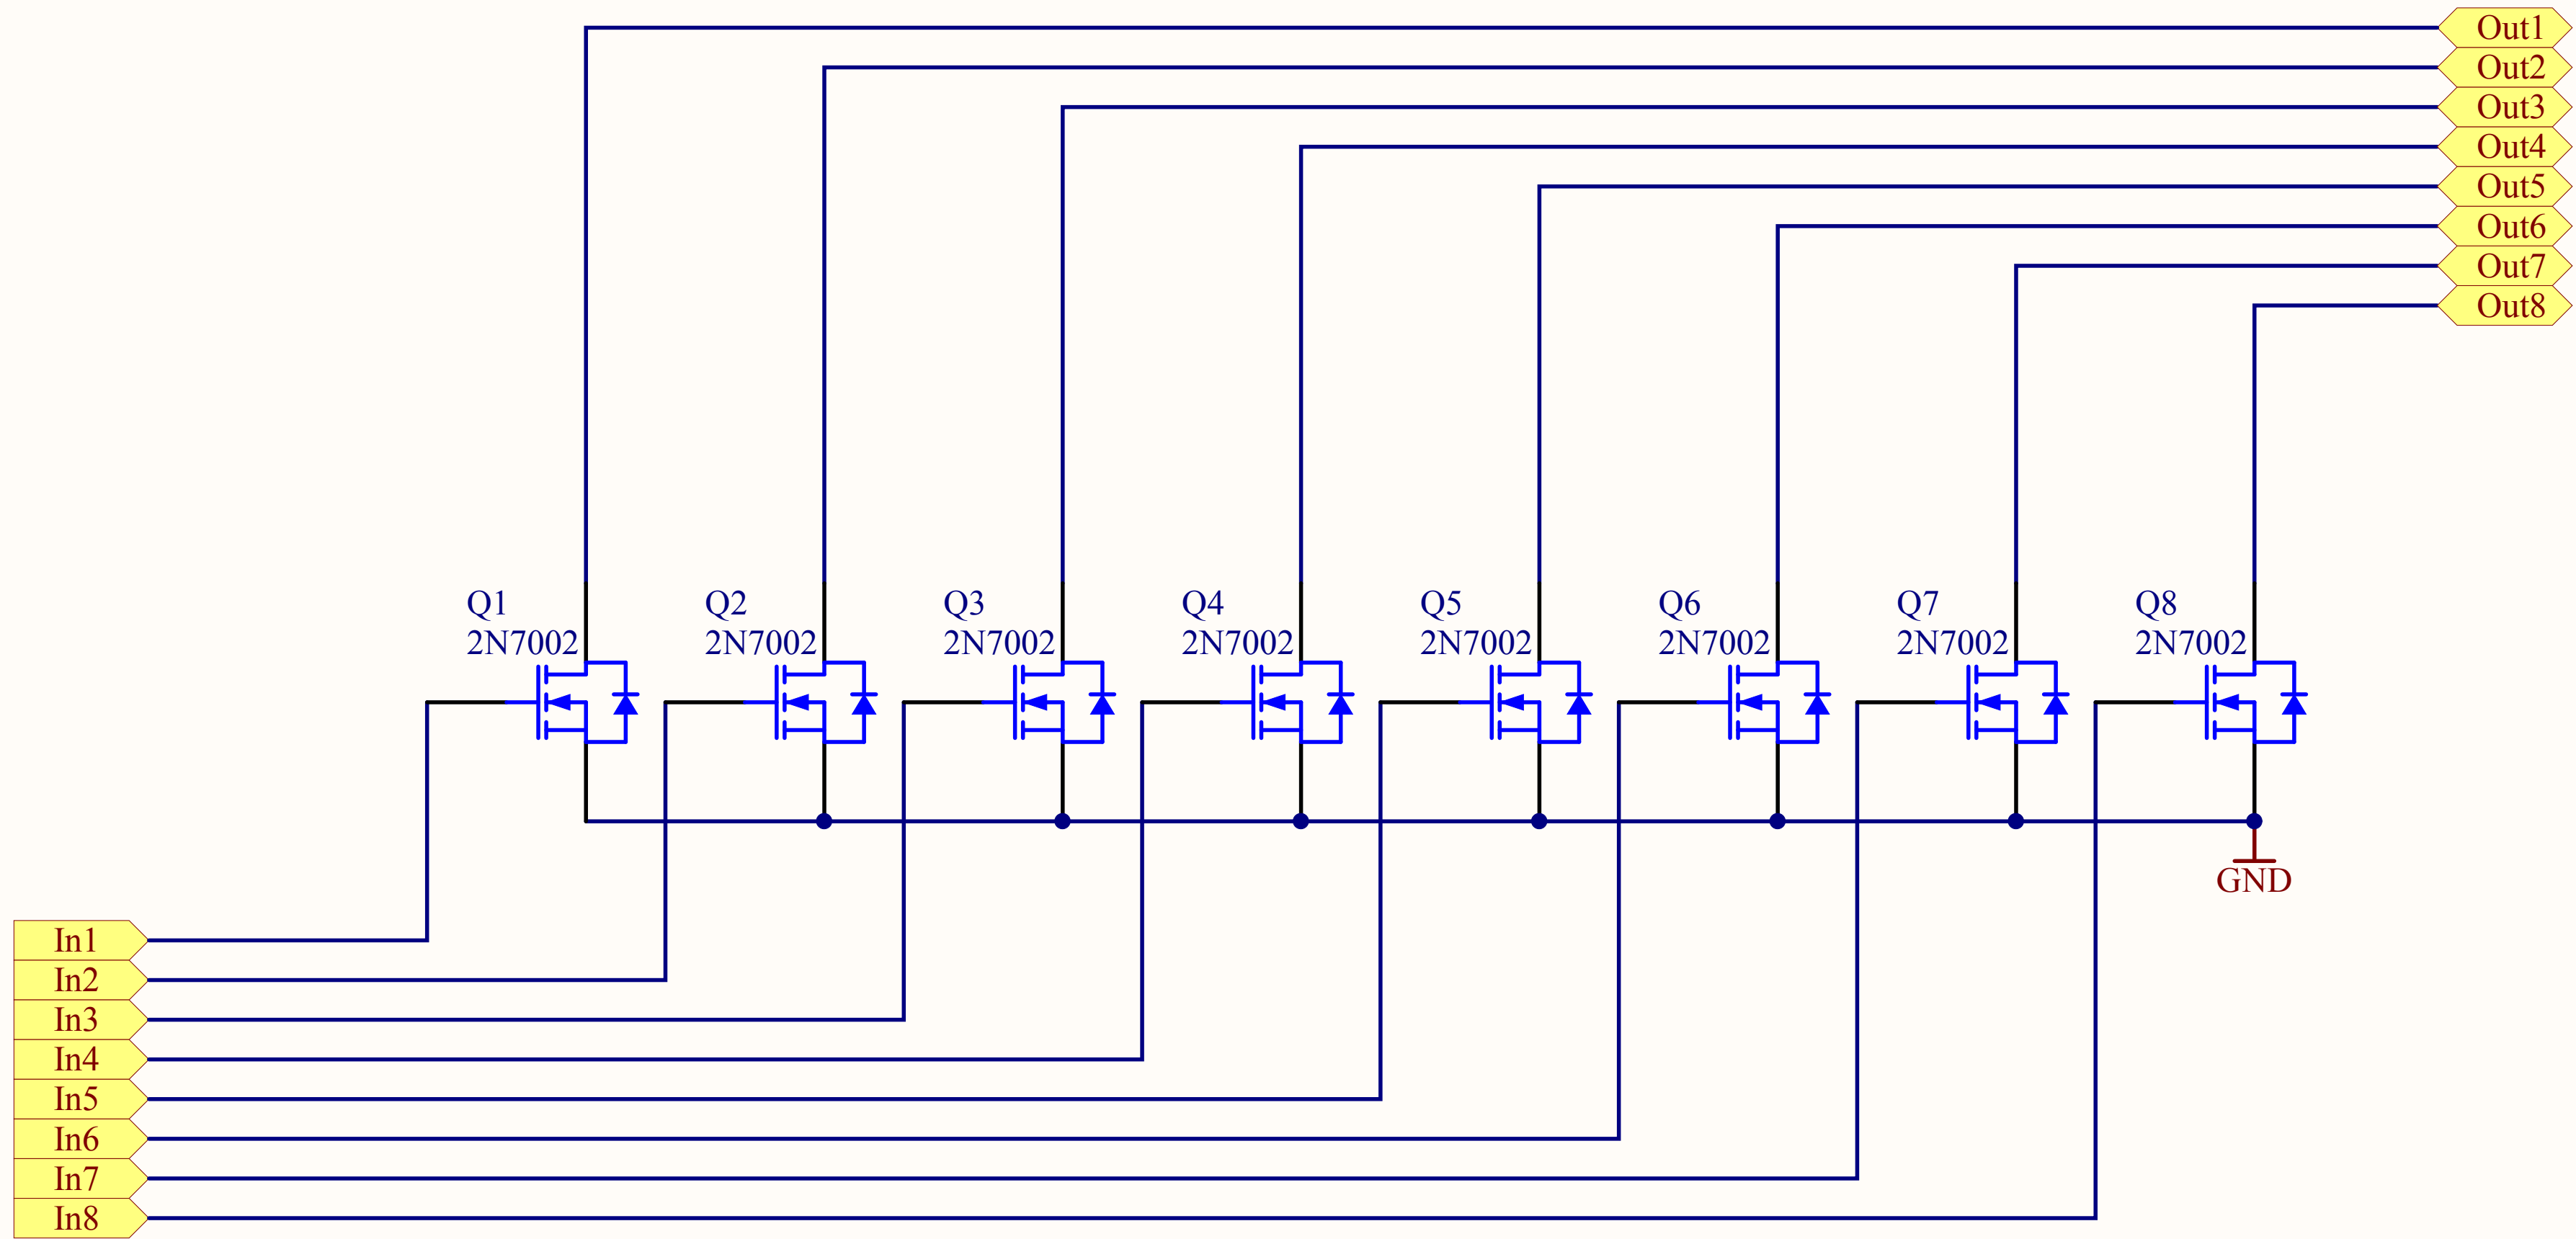 Out1
Out2
Out3
Out4
Out5
Out6
Out7
Out8
Q1
2N7002
Q2
2N7002
Q3
2N7002
Q4
2N7002
Q5
2N7002
Q6
2N7002
Q7
2N7002
Q8
2N7002
GND
In1
In2
In3
In4
In5
In6
In7
In8